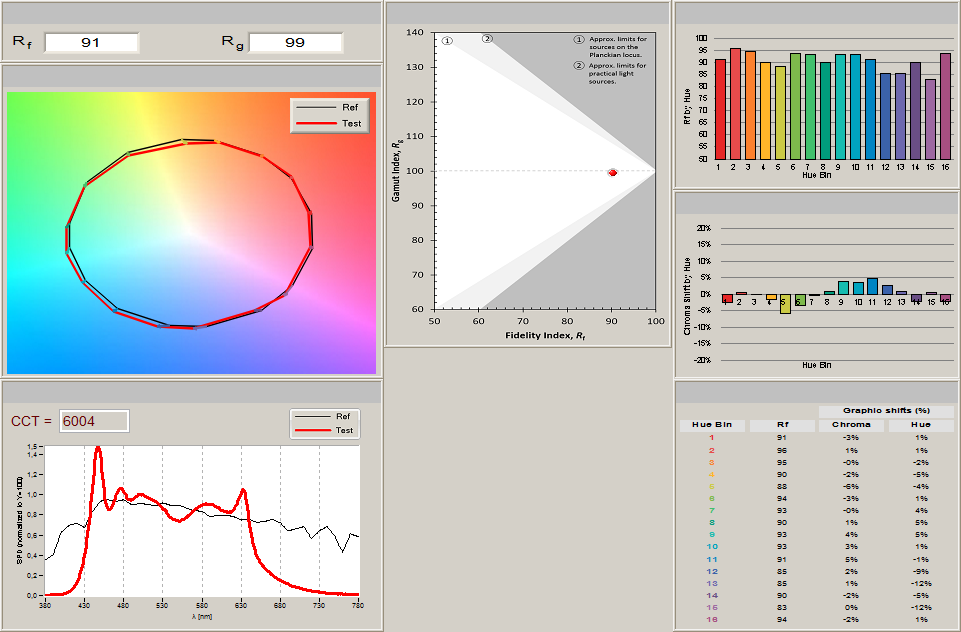 Rf 91 Rg 99
Ref
Test
CCT = 6004
Ref
Test
SPD (normalized to Y=100)
1,5
1,4
1,2
1,0
0,8
0,6
0,4
0,2
0,0
380 430 480 530 580 630 680 730 780
λ [nm]
Gamut Index, Rg
140
130
120
110
100
90
80
70
60
50 60 70 80 90 100
Fidelity Index, Rf
1 2
1 Approx. limits for
sources on the
Planckian locus.
2 Approx. limits for
practical light
sources.
Rf by Hue
100
95
90
85
80
75
70
65
60
55
50
1 2 3 4 5 6 7 8 9 10 11 12 13 14 15 16
Hue Bin
Chroma Shift by Hue
20%
15%
10%
5%
0%
-5%
-10%
-15%
-20%
1 2 3 4 5 6 7 8 9 10 11 12 13 14 15 16
Hue Bin
Graphic shifts (%)
Hue Bin Rf Chroma Hue
1 91 -3% 1%
2 96 1% 1%
3 95 -0% -2%
4 90 -2% -5%
5 88 -6% -4%
6 94 -3% 1%
7 93 -0% 4%
8 90 1% 5%
9 93 4% 5%
10 93 3% 1%
11 91 5% -1%
12 85 2% -9%
13 85 1% -12%
14 90 -2% -5%
15 83 0% -12%
16 94 -2% 1%